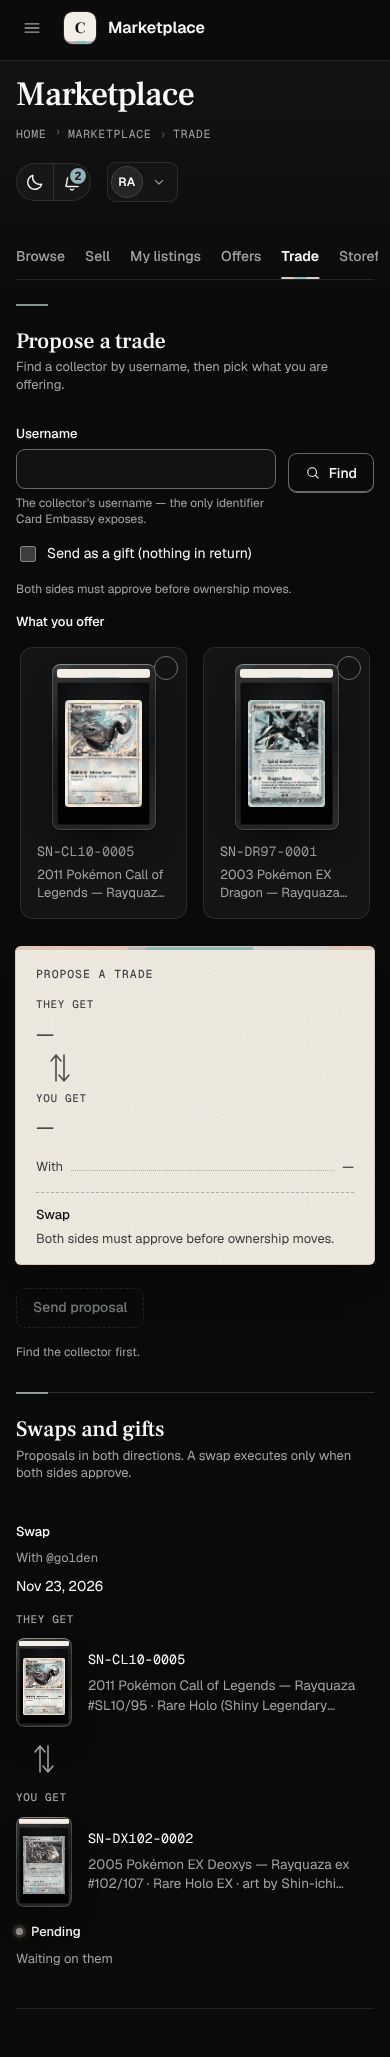 C Marketplace
Marketplace
HOME › MARKETPLACE › TRADE
2
RA
Browse Sell My listings Offers Trade Storef
Propose a trade
Find a collector by username, then pick what you are
offering.
Username
Find
The collector's username — the only identifier
Card Embassy exposes.
Send as a gift (nothing in return)
Both sides must approve before ownership moves.
What you offer
SN-CL10-0005
2011 Pokémon Call of
Legends — Rayquaz…
SN-DR97-0001
2003 Pokémon EX
Dragon — Rayquaza…
PROPOSE A TRADE
THEY GET
—
YOU GET
—
With —
Swap
Both sides must approve before ownership moves.
Send proposal
Find the collector first.
Swaps and gifts
Proposals in both directions. A swap executes only when
both sides approve.
Swap
With @golden
Nov 23, 2026
THEY GET
SN-CL10-0005
2011 Pokémon Call of Legends — Rayquaza
#SL10/95 · Rare Holo (Shiny Legendary…
YOU GET
SN-DX102-0002
2005 Pokémon EX Deoxys — Rayquaza ex
#102/107 · Rare Holo EX · art by Shin-ichi…
Pending
Waiting on them